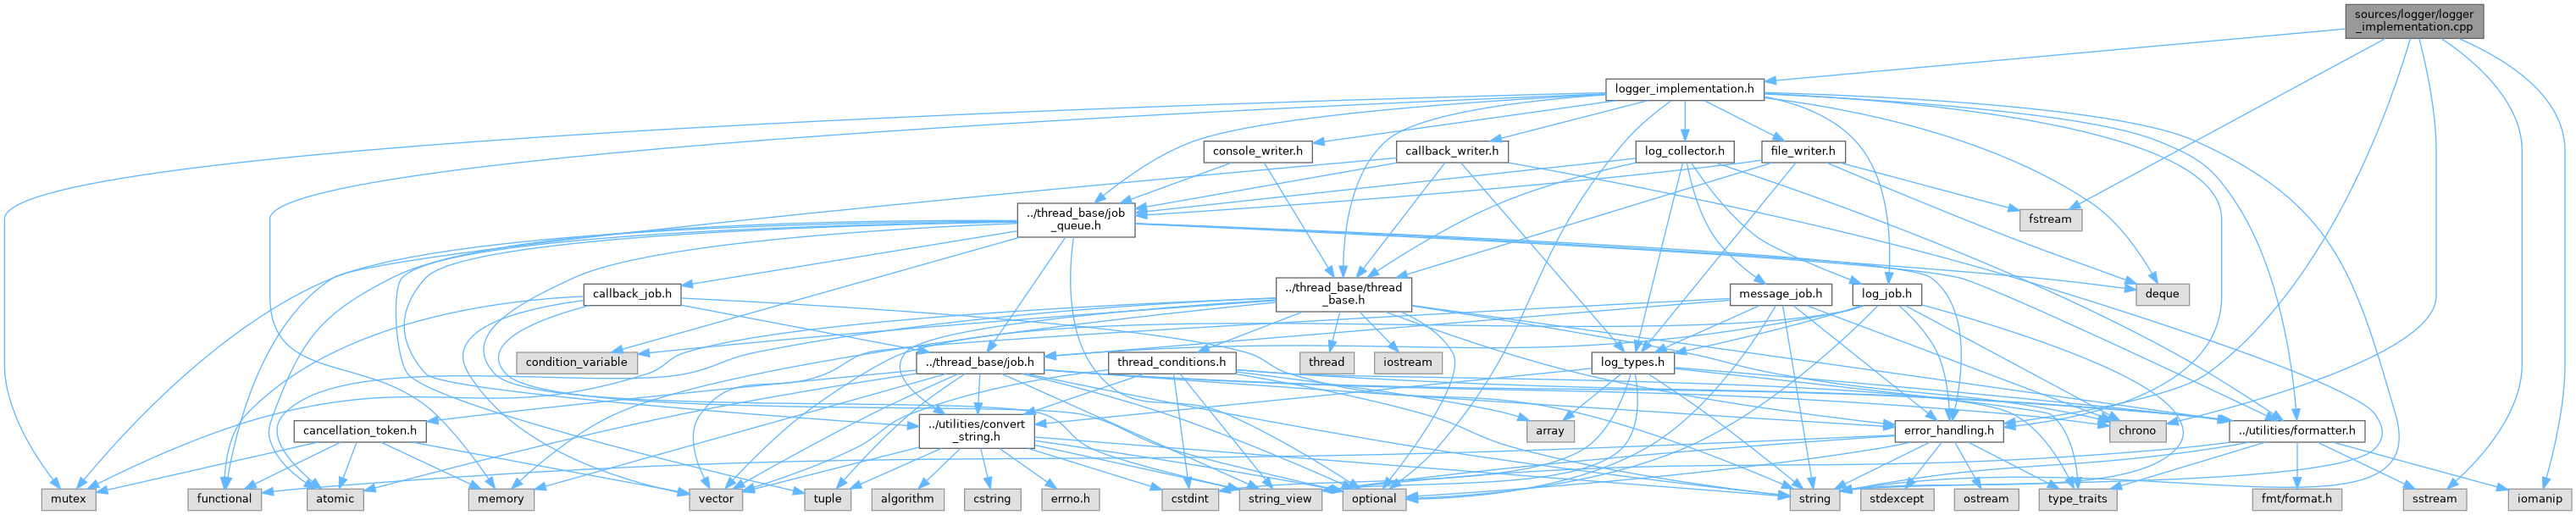 sources/logger/logger
_implementation.cpp
logger_implementation.h
console_writer.h
callback_writer.h
log_collector.h
file_writer.h
../thread_base/job
_queue.h
fstream
callback_job.h
../thread_base/thread
_base.h
message_job.h
log_job.h
deque
condition_variable
../thread_base/job.h
thread_conditions.h
thread
iostream
log_types.h
cancellation_token.h
../utilities/convert
_string.h
array
error_handling.h
chrono
../utilities/formatter.h
mutex
functional
atomic
memory
vector
tuple
algorithm
cstring
errno.h
cstdint
string_view
optional
string
stdexcept
ostream
type_traits
fmt/format.h
sstream
iomanip